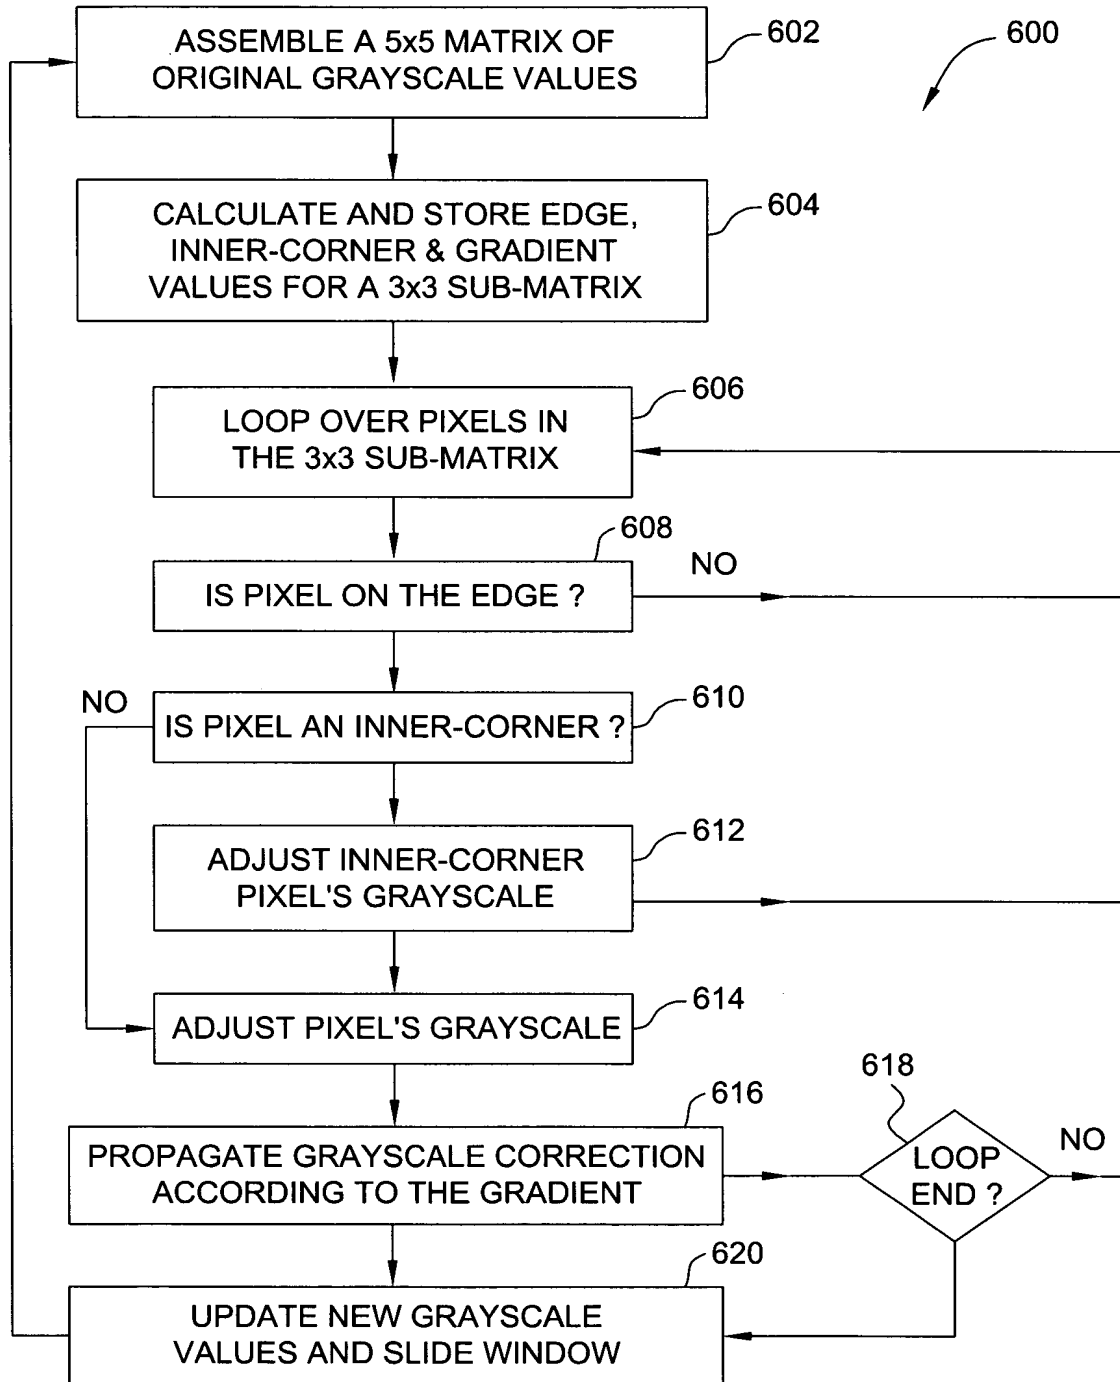 ASSEMBLE A 5x5 MATRIX OF
ORIGINAL GRAYSCALE VALUES
602
600
CALCULATE AND STORE EDGE,
INNER-CORNER & GRADIENT
VALUES FOR A 3x3 SUB-MATRIX
604
LOOP OVER PIXELS IN
THE 3x3 SUB-MATRIX
606
608
IS PIXEL ON THE EDGE ?
NO
NO
IS PIXEL AN INNER-CORNER ?
610
ADJUST INNER-CORNER
PIXEL'S GRAYSCALE
612
ADJUST PIXEL'S GRAYSCALE
614
616
PROPAGATE GRAYSCALE CORRECTION
ACCORDING TO THE GRADIENT
618
LOOP
END ?
NO
620
UPDATE NEW GRAYSCALE
VALUES AND SLIDE WINDOW